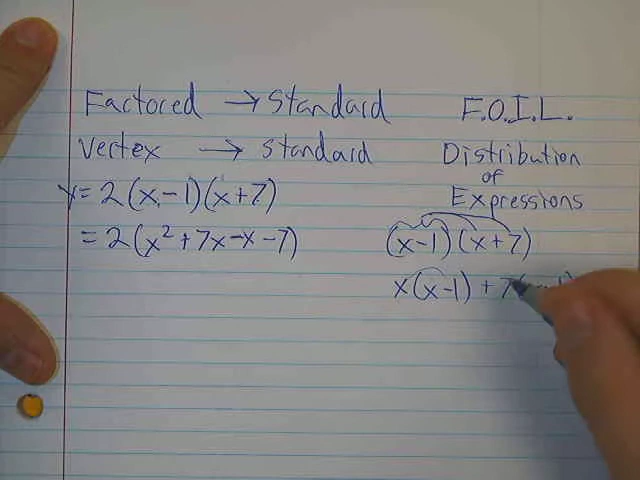 Factored → Standard
F.O.I.L.
Vertex → Standard
Distribution
of
Expressions
y = 2(x - 1)(x + 7)
= 2(x² + 7x - x - 7)
(x - 1)(x + 7)
x(x - 1) + 7(